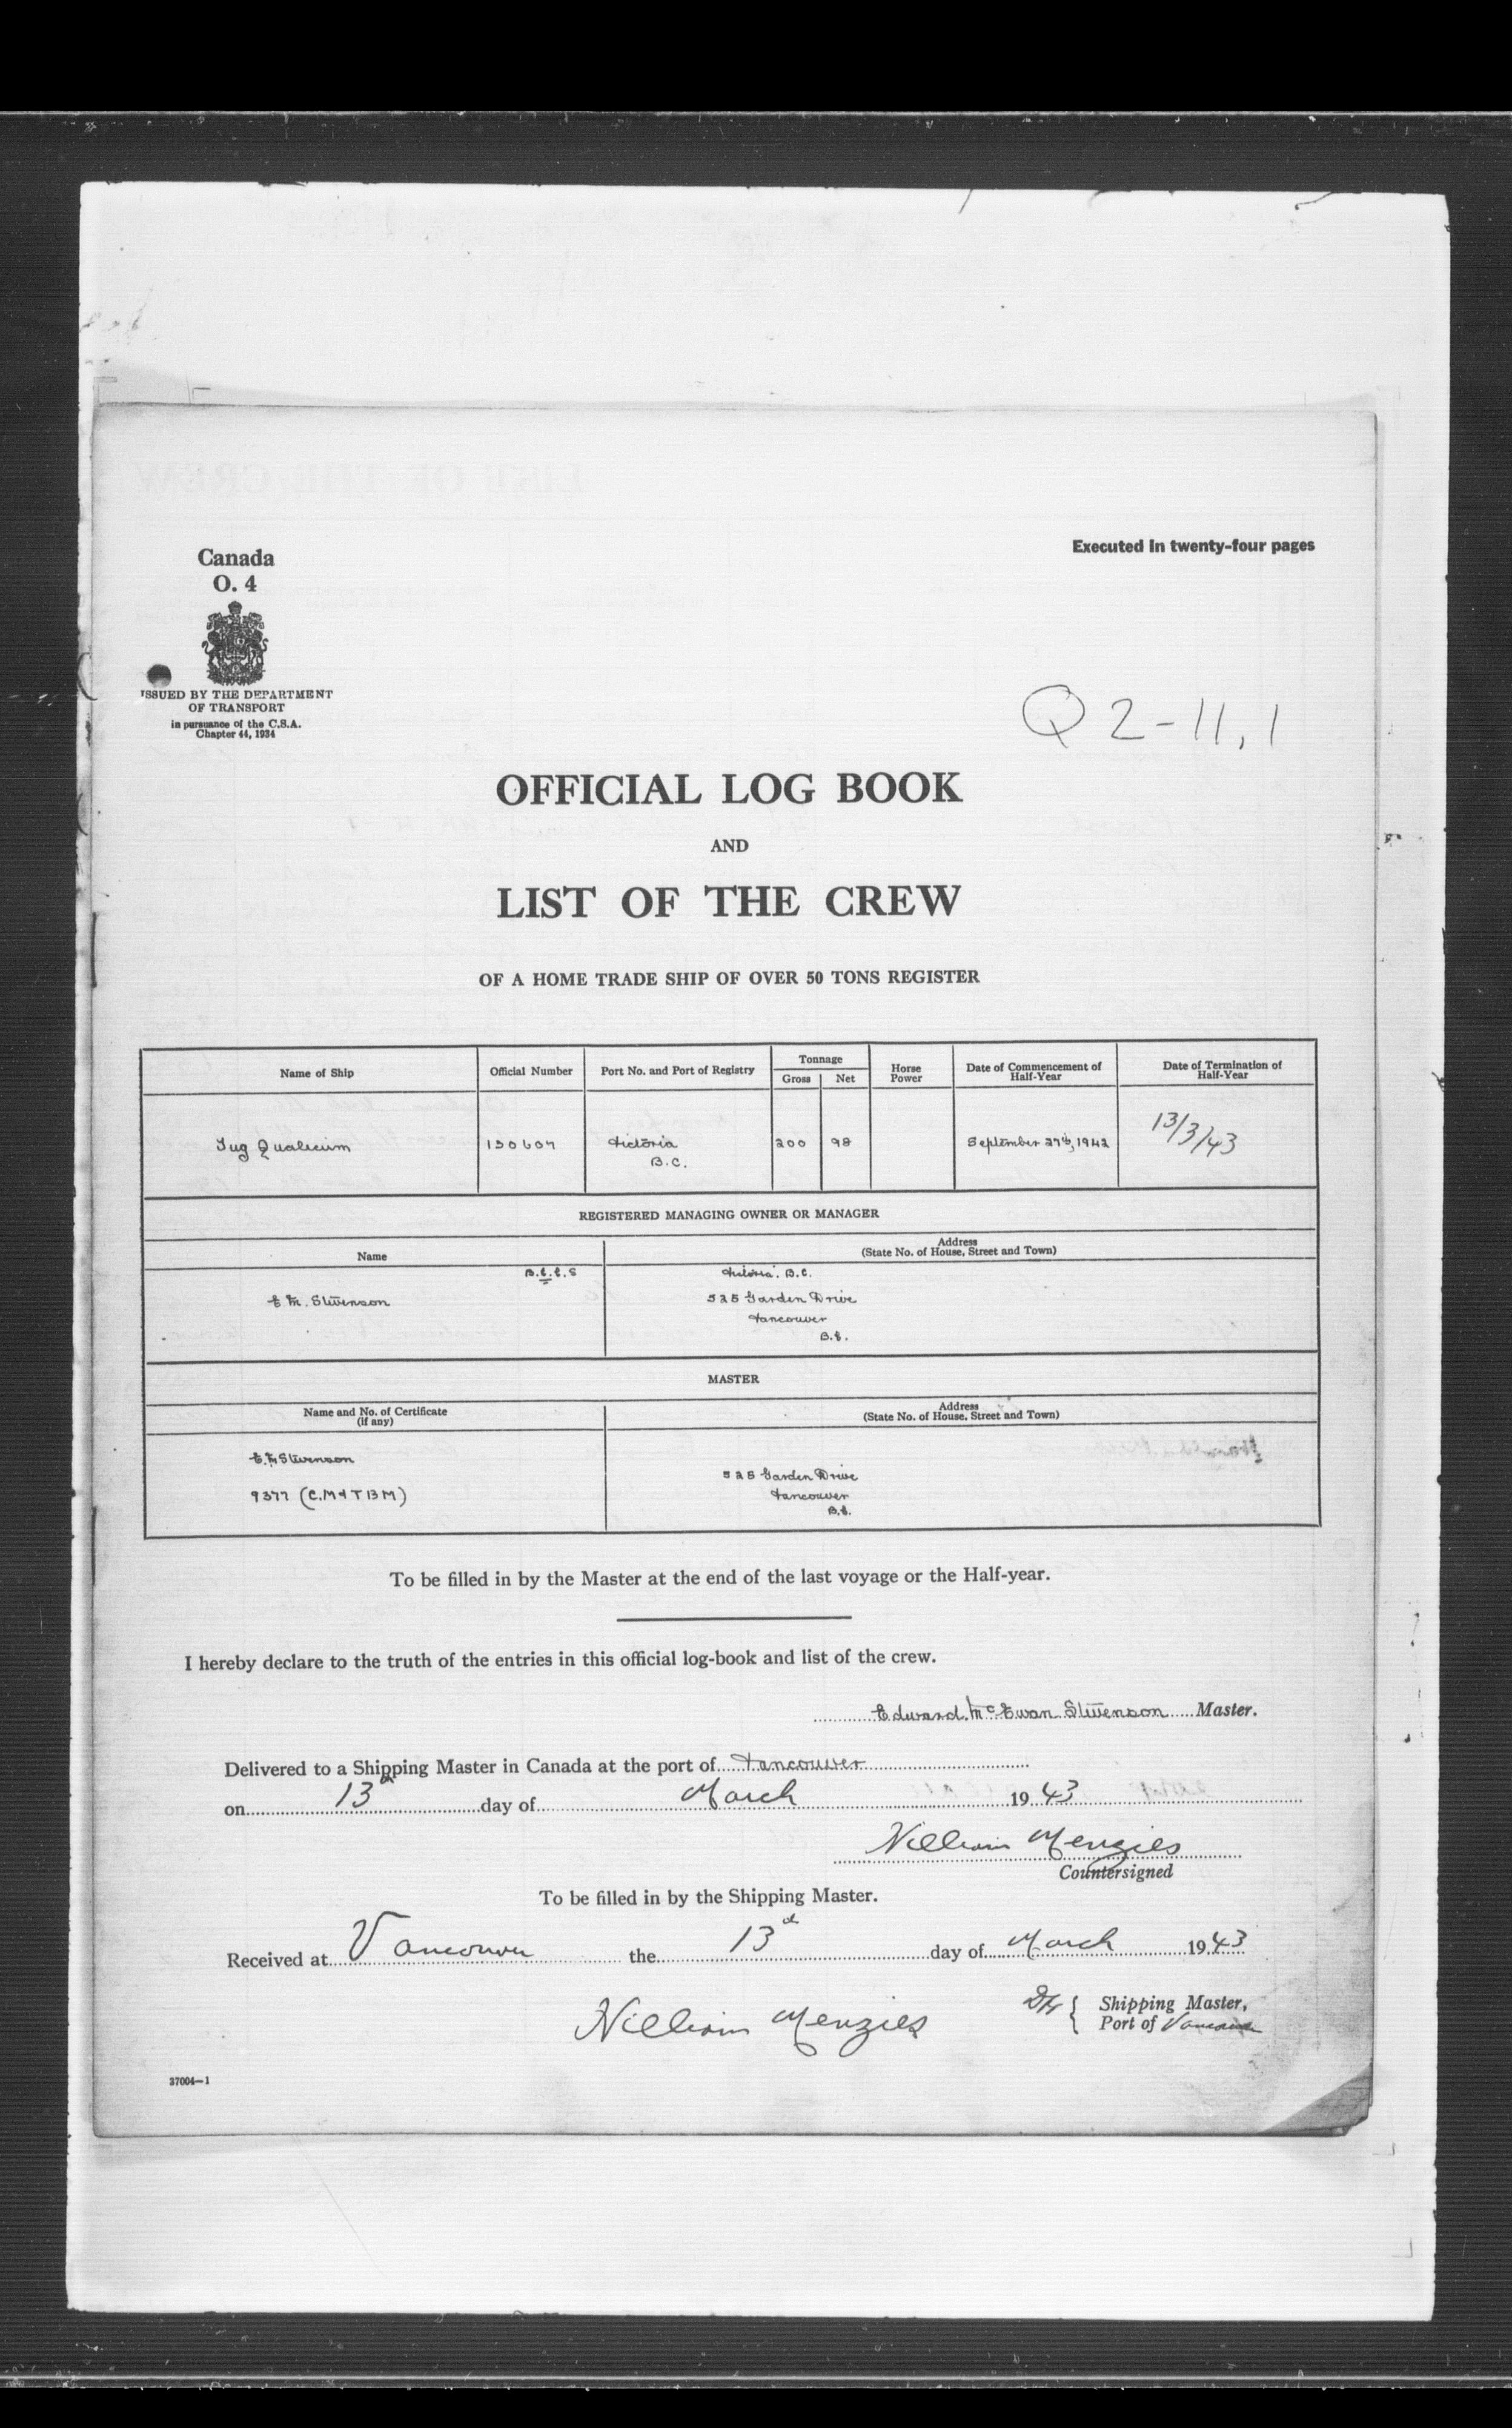 Executed in twenty-four pages
Canada
O. 4
ISSUED BY THE DEPARTMENT
OF TRANSPORT
in pursuance of the C.S.A.
Chapter 44, 1934
Q2-11,1
OFFICIAL LOG BOOK
AND
LIST OF THE CREW
OF A HOME TRADE SHIP OF OVER 50 TONS REGISTER
Name of Ship
Official Number
Port No. and Port of Registry
Tonnage
Gross
Net
Horse
Power
Date of Commencement of
Half-Year
Date of Termination of
Half-Year
Tug Qualicum
130607
Victoria
B.C.
200
98
September 27th, 1942
13/3/43
REGISTERED MANAGING OWNER OR MANAGER
Name
Address
(State No. of House, Street and Town)
B.C.C.S
Victoria. B.C.
E. M. Stevenson
525 Garden Drive
Vancouver
B.C.
MASTER
Name and No. of Certificate
(if any)
Address
(State No. of House, Street and Town)
E. M. Stevenson
9377 (C.M & T B M)
525 Garden Drive
Vancouver
B.C.
To be filled in by the Master at the end of the last voyage or the Half-year.
I hereby declare to the truth of the entries in this official log-book and list of the crew.
Edward McEwan Stevenson Master.
Delivered to a Shipping Master in Canada at the port of Vancouver
on 13th day of March 1943
William Menzies
Countersigned
To be filled in by the Shipping Master.
Received at Vancouver the 13th day of March 1943
William Menzies
Shipping Master,
Port of Vancouver
37004—1